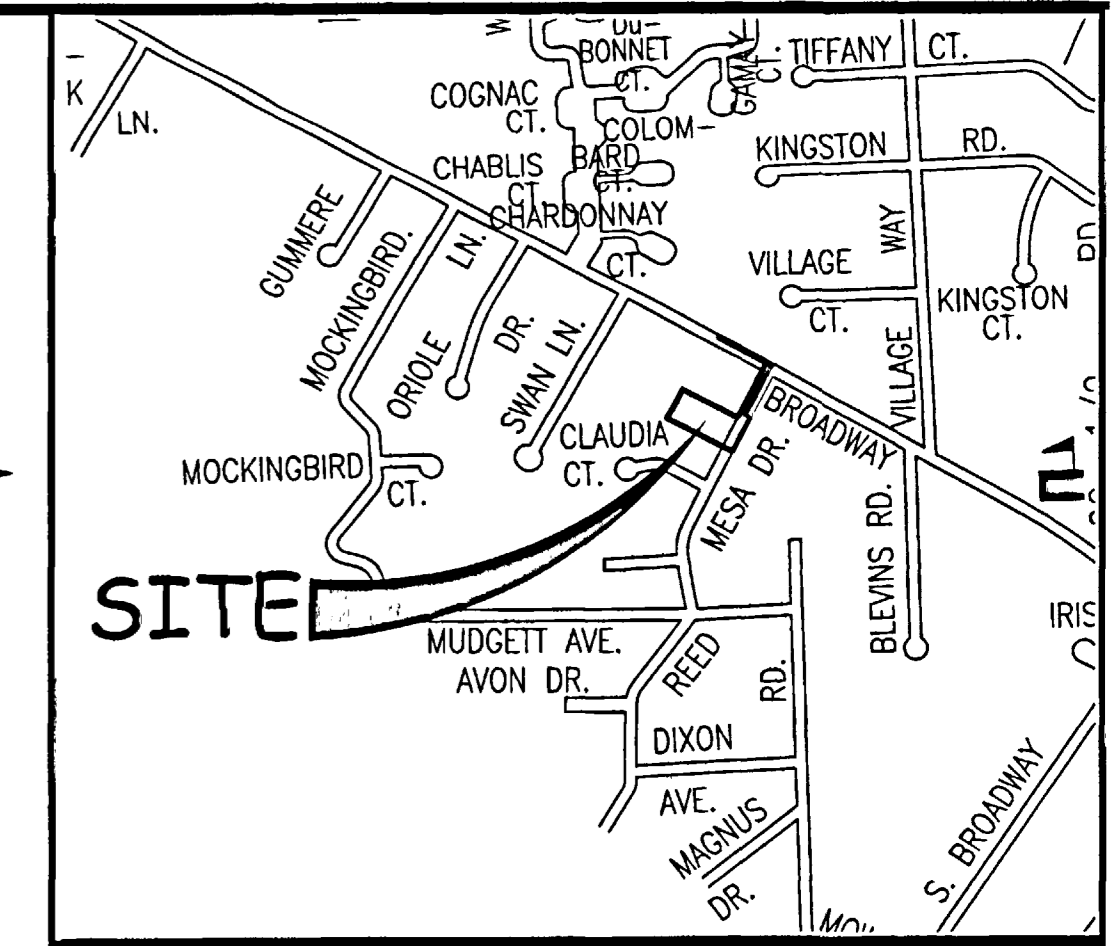 DU-
BONNET
CT.
GAMAY
CT.
TIFFANY CT.
K
LN.
COGNAC
CT.
COLOM-
BARD
CT.
KINGSTON RD.
CHABLIS
CT.
CHARDONNAY
CT.
GUMMERE
MOCKINGBIRD.
LN.
ORIOLE
DR.
SWAN LN.
VILLAGE
CT.
VILLAGE WAY
KINGSTON
CT.
CLAUDIA
CT.
BROADWAY
MOCKINGBIRD
CT.
MESA DR.
BLEVINS RD.
SITE
MUDGETT AVE.
AVON DR.
REED
RD.
IRIS
DIXON
AVE.
MAGNUS
DR.
S. BROADWAY